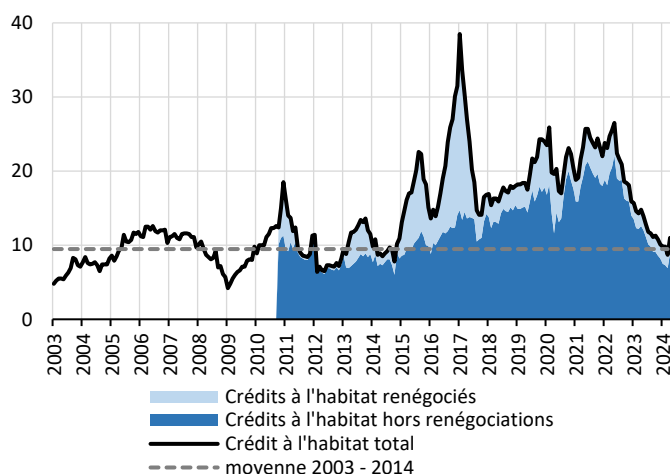 40
30
20
10
0
2003 2004 2005 2006 2007 2008 2009 2010 2011 2012 2013 2014 2015 2016 2017 2018 2019 2020 2021 2022 2023 2024
Crédits à l'habitat renégociés
Crédits à l'habitat hors renégociations
Crédit à l'habitat total
moyenne 2003 - 2014